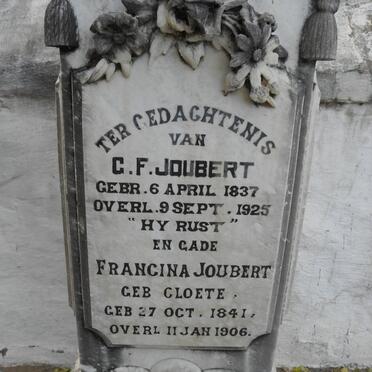 TER GEDACHTENIS
VAN
G. F. JOUBERT
GEBR. 6 APRIL 1837
OVERL. 9 SEPT. 1925
"HY RUST"
EN GADE
FRANCINA JOUBERT
GEB CLOETE.
GEB 27 OCT. 1841,
OVERL 11 JAN 1906.